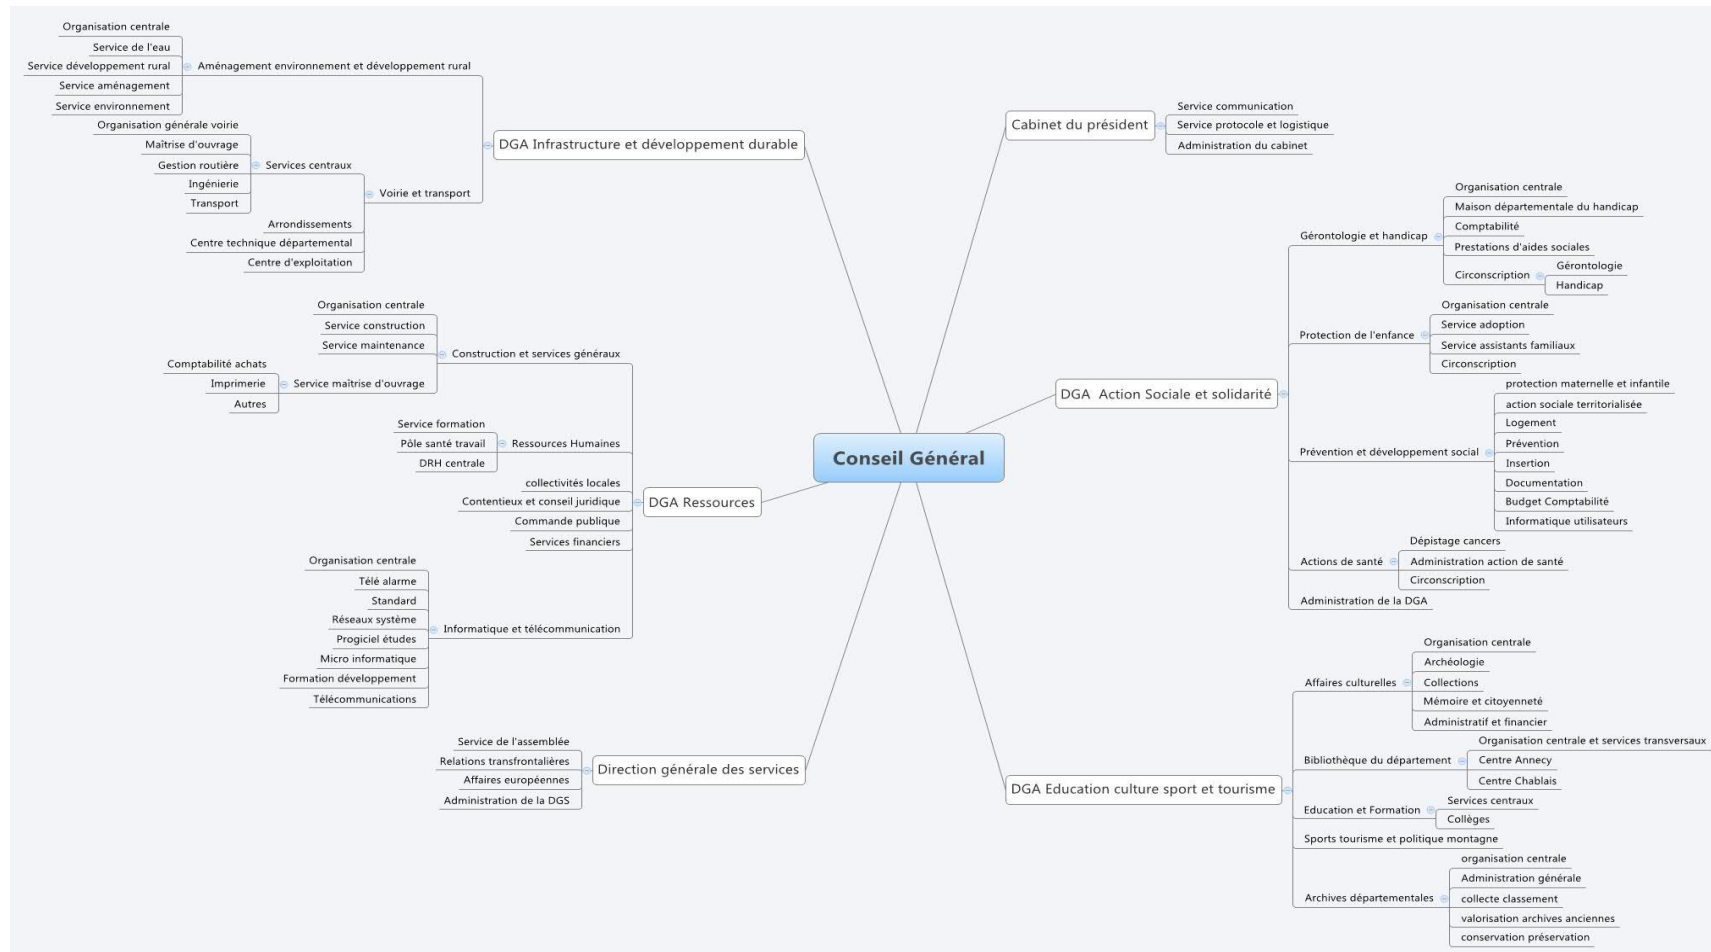 Conseil Général
Cabinet du président
Service communication
Service protocole et logistique
Administration du cabinet
DGA  Action Sociale et solidarité
Gérontologie et handicap
Organisation centrale
Maison départementale du handicap
Comptabilité
Prestations d'aides sociales
Circonscription
Gérontologie
Handicap
Protection de l'enfance
Organisation centrale
Service adoption
Service assistants familiaux
Circonscription
Prévention et développement social
protection maternelle et infantile
action sociale territorialisée
Logement
Prévention
Insertion
Documentation
Budget Comptabilité
Informatique utilisateurs
Actions de santé
Dépistage cancers
Administration action de santé
Circonscription
Administration de la DGA
DGA Education culture sport et tourisme
Affaires culturelles
Organisation centrale
Archéologie
Collections
Mémoire et citoyenneté
Administratif et financier
Bibliothèque du département
Organisation centrale et services transversaux
Centre Annecy
Centre Chablais
Education et Formation
Services centraux
Collèges
Sports tourisme et politique montagne
Archives départementales
organisation centrale
Administration générale
collecte classement
valorisation archives anciennes
conservation préservation
DGA Infrastructure et développement durable
Aménagement environnement et développement rural
Organisation centrale
Service de l'eau
Service développement rural
Service aménagement
Service environnement
Voirie et transport
Services centraux
Organisation générale voirie
Maîtrise d'ouvrage
Gestion routière
Ingénierie
Transport
Arrondissements
Centre technique départemental
Centre d'exploitation
DGA Ressources
Construction et services généraux
Organisation centrale
Service construction
Service maintenance
Service maîtrise d'ouvrage
Comptabilité achats
Imprimerie
Autres
Ressources Humaines
Service formation
Pôle santé travail
DRH centrale
collectivités locales
Contentieux et conseil juridique
Commande publique
Services financiers
Informatique et télécommunication
Organisation centrale
Télé alarme
Standard
Réseaux système
Progiciel études
Micro informatique
Formation développement
Télécommunications
Direction générale des services
Service de l'assemblée
Relations transfrontalières
Affaires européennes
Administration de la DGS